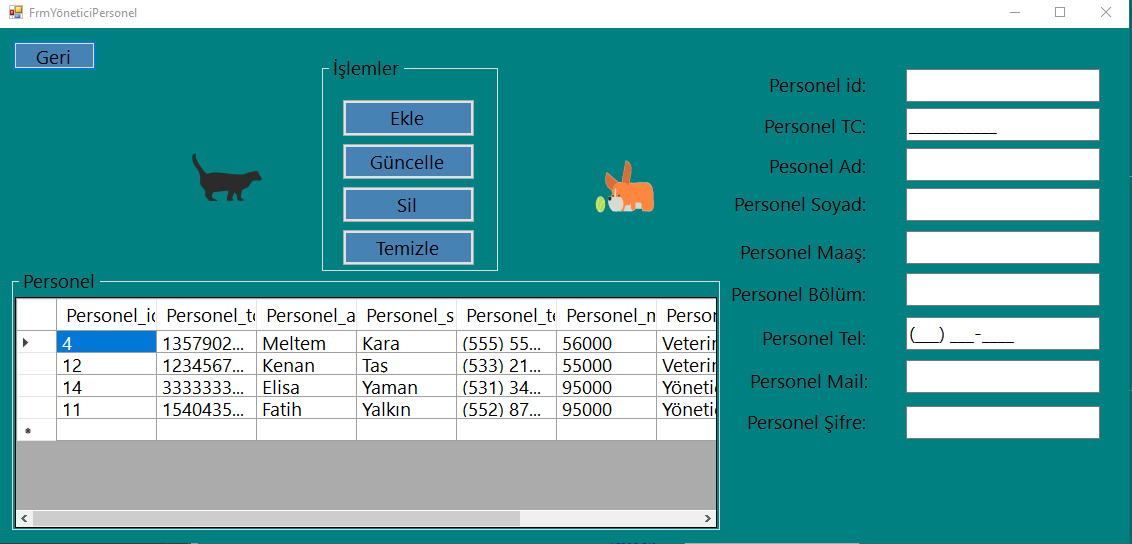 FrmYöneticiPersonel
Geri
İşlemler
Ekle
Güncelle
Sil
Temizle
Personel id:
Personel TC: ___________
Pesonel Ad:
Personel Soyad:
Personel Maaş:
Personel Bölüm:
Personel Tel: (___) ___-____
Personel Mail:
Personel Şifre:
Personel
Personel_ic Personel_tc Personel_a Personel_s Personel_te Personel_m Person
4 1357902... Meltem Kara (555) 55... 56000 Veterin
12 1234567... Kenan Tas (533) 21... 55000 Veterin
14 3333333... Elisa Yaman (531) 34... 95000 Yönetic
11 1540435... Fatih Yalkın (552) 87... 95000 Yönetic